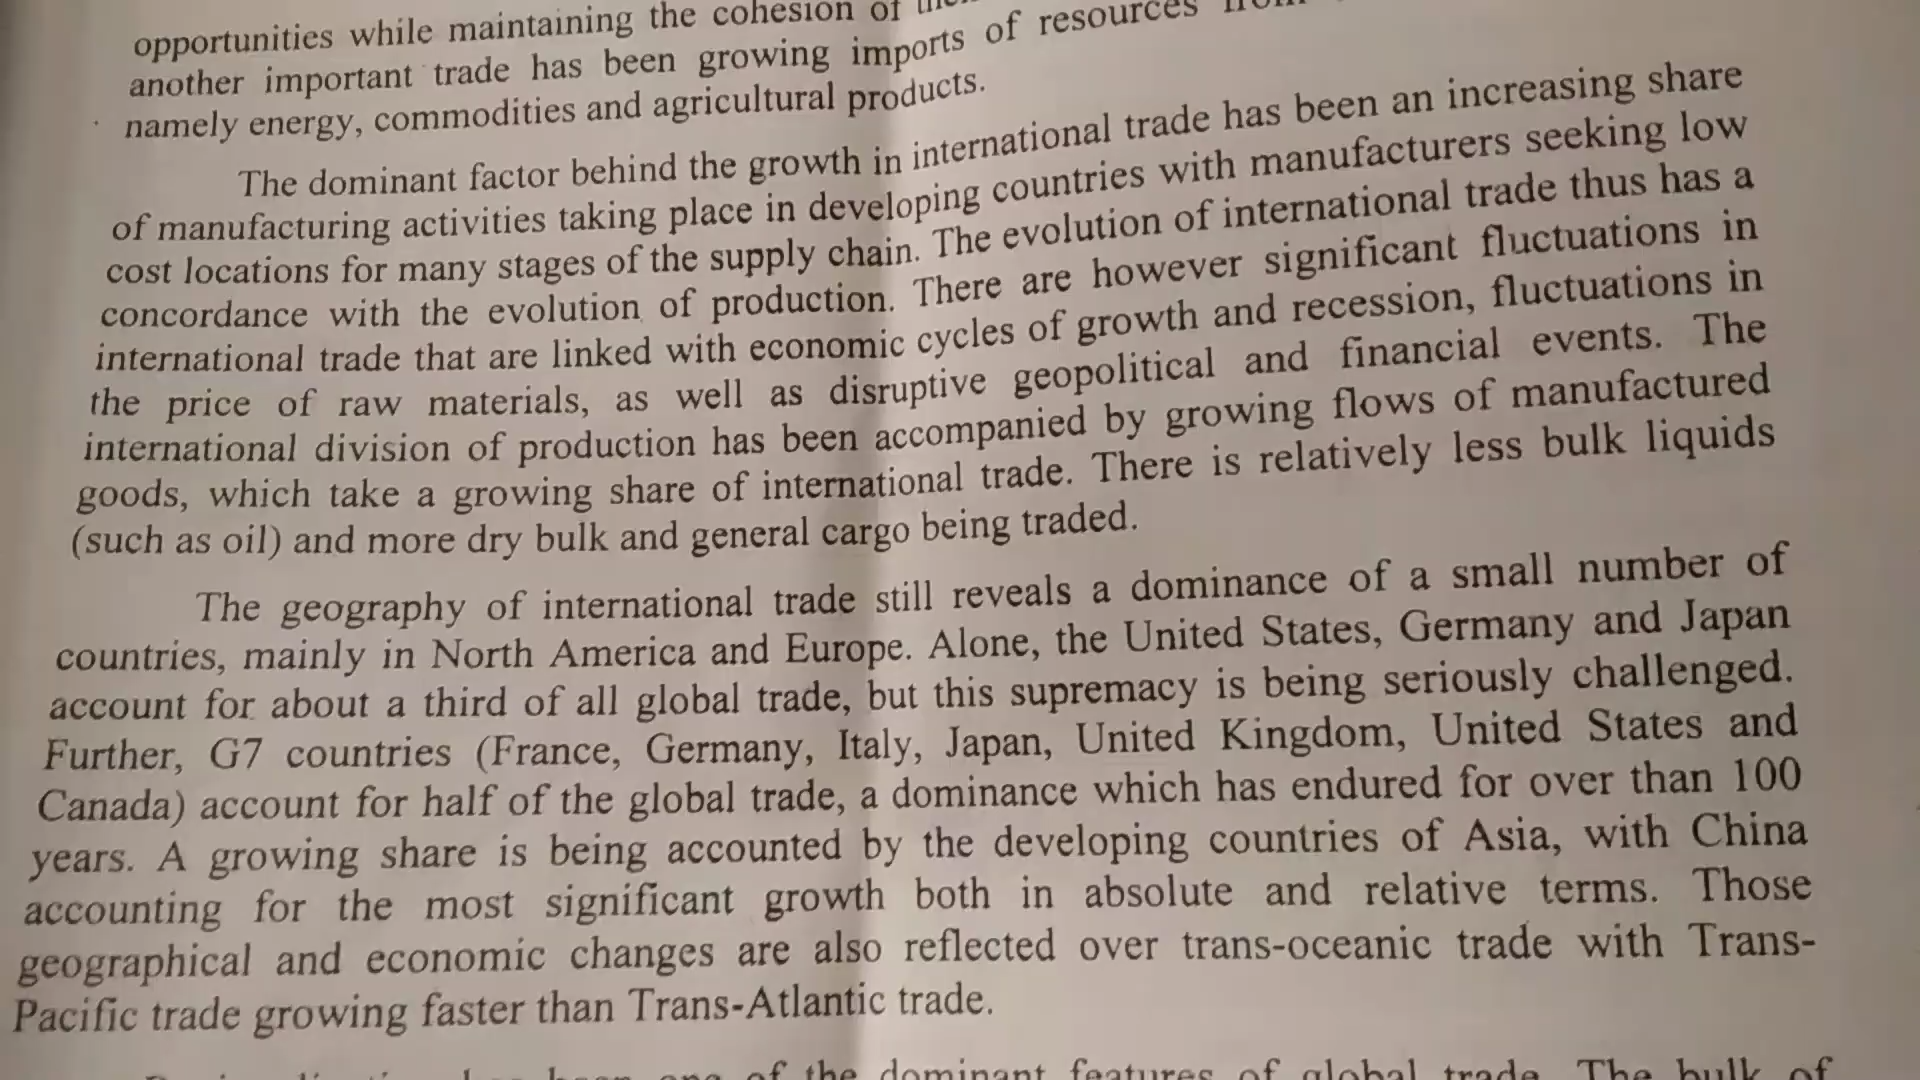 opportunities while maintaining the cohesion of
another important trade has been growing imports of resources
namely energy, commodities and agricultural products.
The dominant factor behind the growth in international trade has been an increasing share
of manufacturing activities taking place in developing countries with manufacturers seeking low
cost locations for many stages of the supply chain. The evolution of international trade thus has a
concordance with the evolution of production. There are however significant fluctuations in
international trade that are linked with economic cycles of growth and recession, fluctuations in
the price of raw materials, as well as disruptive geopolitical and financial events. The
international division of production has been accompanied by growing flows of manufactured
goods, which take a growing share of international trade. There is relatively less bulk liquids
(such as oil) and more dry bulk and general cargo being traded.
The geography of international trade still reveals a dominance of a small number of
countries, mainly in North America and Europe. Alone, the United States, Germany and Japan
account for about a third of all global trade, but this supremacy is being seriously challenged.
Further, G7 countries (France, Germany, Italy, Japan, United Kingdom, United States and
Canada) account for half of the global trade, a dominance which has endured for over than 100
years. A growing share is being accounted by the developing countries of Asia, with China
accounting for the most significant growth both in absolute and relative terms. Those
geographical and economic changes are also reflected over trans-oceanic trade with Trans-
Pacific trade growing faster than Trans-Atlantic trade.
one of the dominant features of global trade. The bulk of